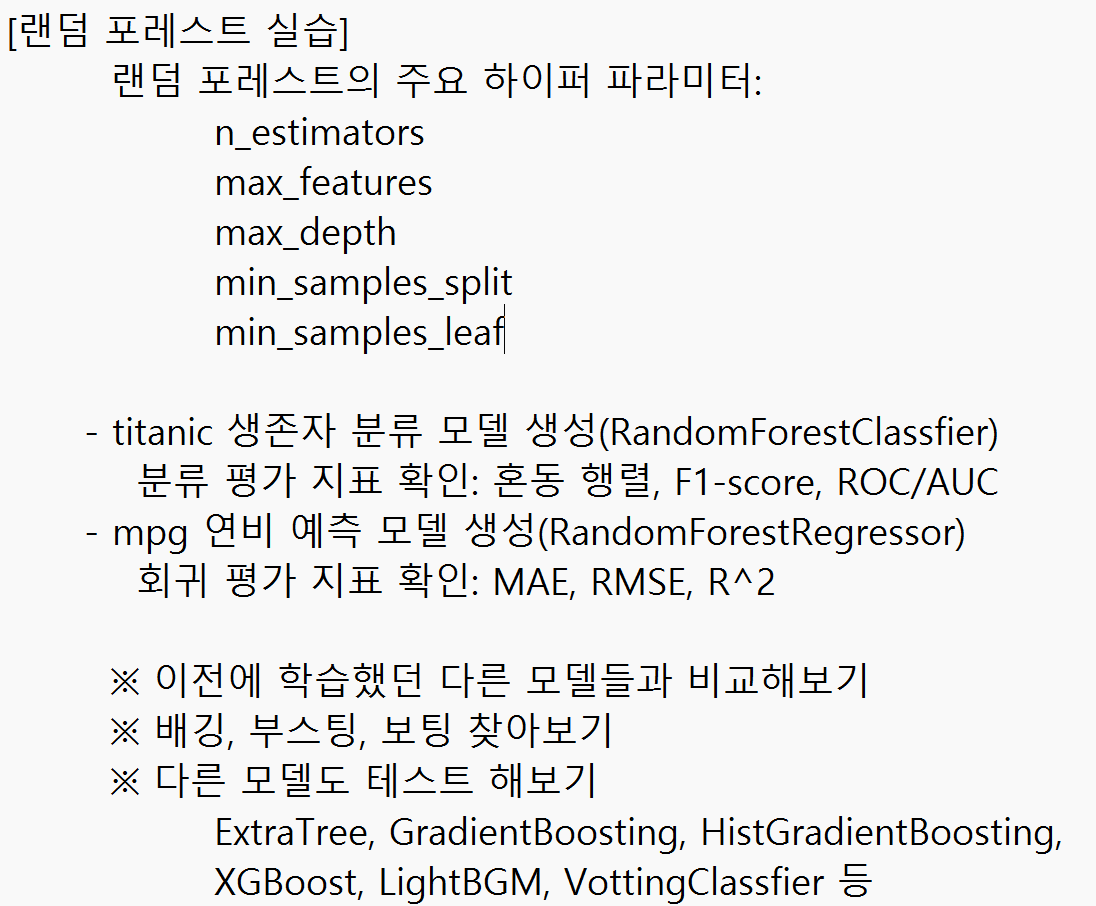 [랜덤 포레스트 실습]
랜덤 포레스트의 주요 하이퍼 파라미터:
n_estimators
max_features
max_depth
min_samples_split
min_samples_leaf
- titanic 생존자 분류 모델 생성(RandomForestClassfier)
분류 평가 지표 확인: 혼동 행렬, F1-score, ROC/AUC
- mpg 연비 예측 모델 생성(RandomForestRegressor)
회귀 평가 지표 확인: MAE, RMSE, R^2
※ 이전에 학습했던 다른 모델들과 비교해보기
※ 배깅, 부스팅, 보팅 찾아보기
※ 다른 모델도 테스트 해보기
ExtraTree, GradientBoosting, HistGradientBoosting,
XGBoost, LightBGM, VottingClassfier 등